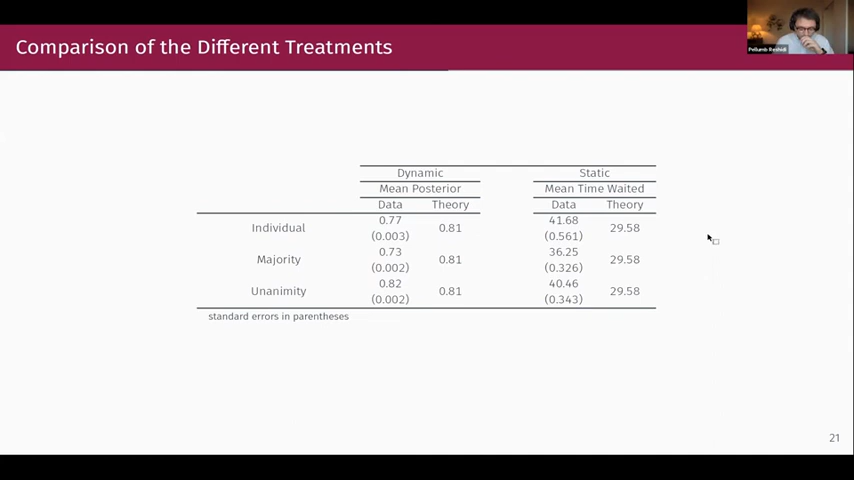 Comparison of the Different Treatments
Dynamic Static
Mean Posterior Mean Time Waited
Data Theory Data Theory
Individual 0.77 (0.003) 0.81 41.68 (0.561) 29.58
Majority 0.73 (0.002) 0.81 36.25 (0.326) 29.58
Unanimity 0.82 (0.002) 0.81 40.46 (0.343) 29.58
standard errors in parentheses
21